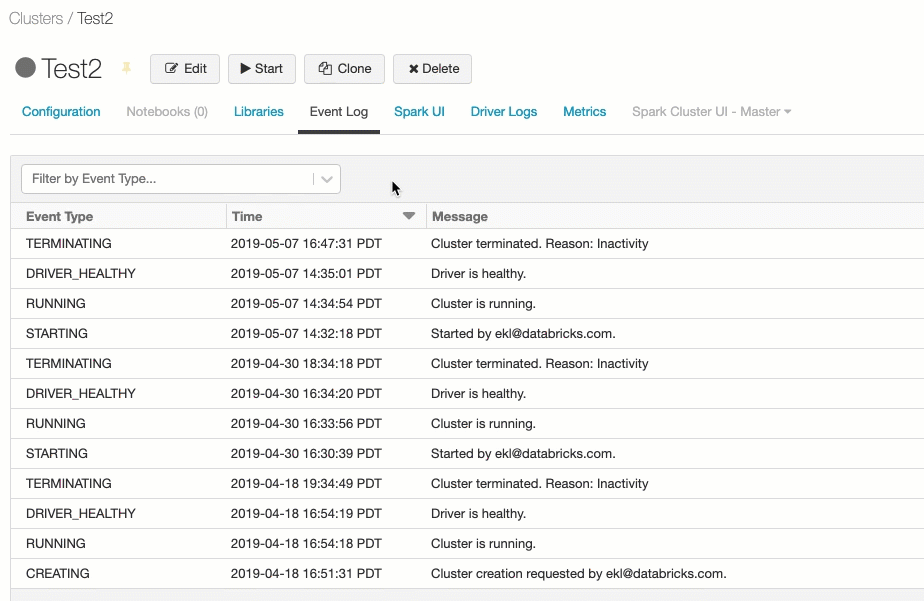 Clusters / Test2
Test2 Edit Start Clone Delete
Configuration Notebooks (0) Libraries Event Log Spark UI Driver Logs Metrics Spark Cluster UI - Master
Filter by Event Type...
Event Type Time Message
TERMINATING 2019-05-07 16:47:31 PDT Cluster terminated. Reason: Inactivity
DRIVER_HEALTHY 2019-05-07 14:35:01 PDT Driver is healthy.
RUNNING 2019-05-07 14:34:54 PDT Cluster is running.
STARTING 2019-05-07 14:32:18 PDT Started by ekl@databricks.com.
TERMINATING 2019-04-30 18:34:18 PDT Cluster terminated. Reason: Inactivity
DRIVER_HEALTHY 2019-04-30 16:34:20 PDT Driver is healthy.
RUNNING 2019-04-30 16:33:56 PDT Cluster is running.
STARTING 2019-04-30 16:30:39 PDT Started by ekl@databricks.com.
TERMINATING 2019-04-18 19:34:49 PDT Cluster terminated. Reason: Inactivity
DRIVER_HEALTHY 2019-04-18 16:54:19 PDT Driver is healthy.
RUNNING 2019-04-18 16:54:18 PDT Cluster is running.
CREATING 2019-04-18 16:51:31 PDT Cluster creation requested by ekl@databricks.com.